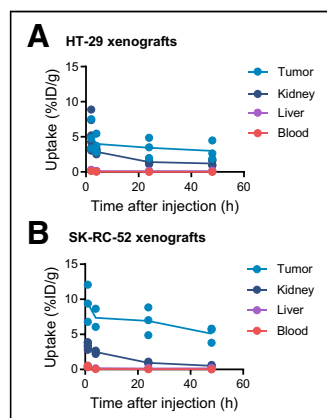 A HT-29 xenografts
15
10
5
0
0 20 40 60
Uptake (%ID/g)
Time after injection (h)
Tumor
Kidney
Liver
Blood
B SK-RC-52 xenografts
15
10
5
0
0 20 40 60
Uptake (%ID/g)
Time after injection (h)
Tumor
Kidney
Liver
Blood